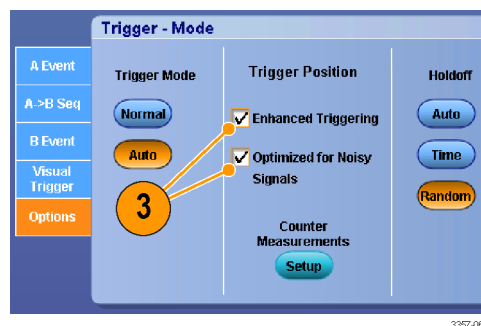 Trigger - Mode
A Event
A->B Seq
B Event
Visual
Trigger
Options
Trigger Mode
Normal
Auto
3
Trigger Position
Enhanced Triggering
Optimized for Noisy
Signals
Counter
Measurements
Setup
Holdoff
Auto
Time
Random